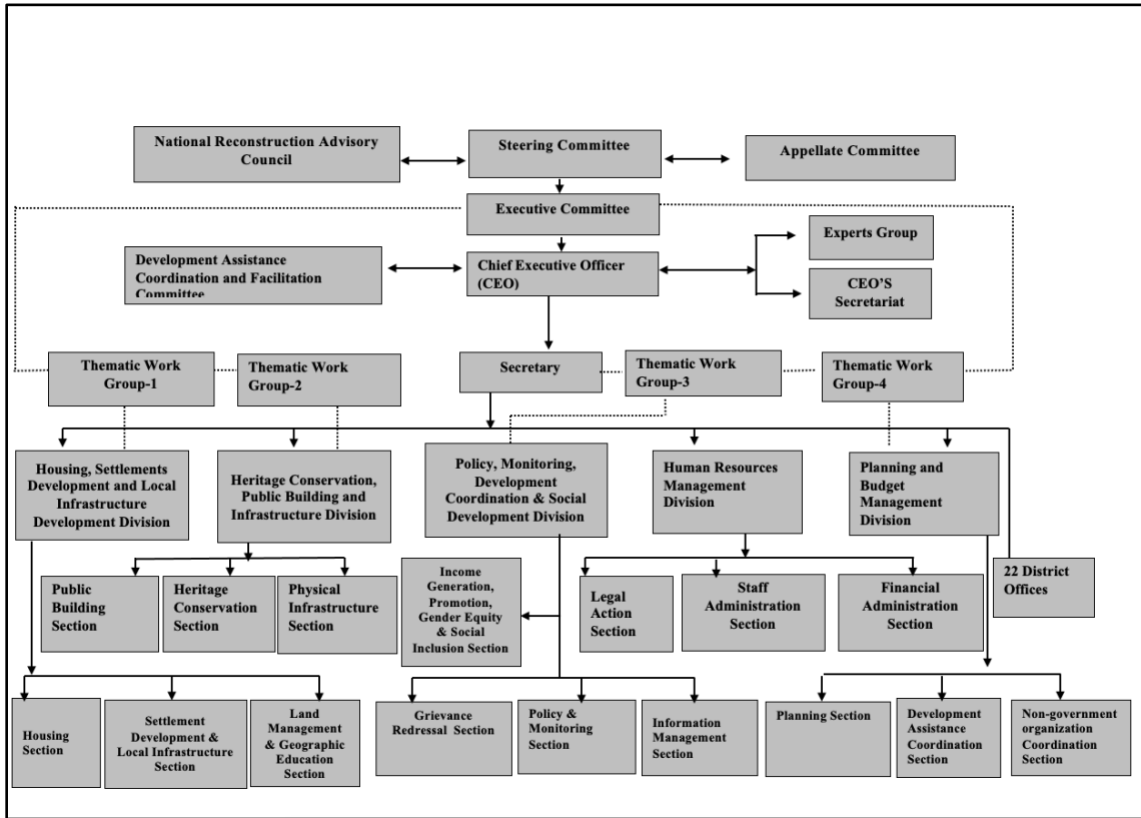 National Reconstruction Advisory
Council
Steering Committee
Appellate Committee
Executive Committee
Experts Group
Development Assistance
Coordination and Facilitation
Committee
Chief Executive Officer
(CEO)
CEO'S
Secretariat
Thematic Work
Group-1
Thematic Work
Group-2
Secretary
Thematic Work
Group-3
Thematic Work
Group-4
Housing, Settlements
Development and Local
Infrastructure
Development Division
Heritage Conservation,
Public Building and
Infrastructure Division
Policy, Monitoring,
Development
Coordination & Social
Development Division
Human Resources
Management
Division
Planning and
Budget
Management
Division
Public
Building
Section
Heritage
Conservation
Section
Physical
Infrastructure
Section
Income
Generation,
Promotion,
Gender Equity
& Social
Inclusion Section
Legal
Action
Section
Staff
Administration
Section
Financial
Administration
Section
22 District
Offices
Housing
Section
Settlement
Development &
Local Infrastructure
Section
Land
Management
& Geographic
Education
Section
Grievance
Redressal Section
Policy &
Monitoring
Section
Information
Management
Section
Planning Section
Development
Assistance
Coordination
Section
Non-government
organization
Coordination
Section